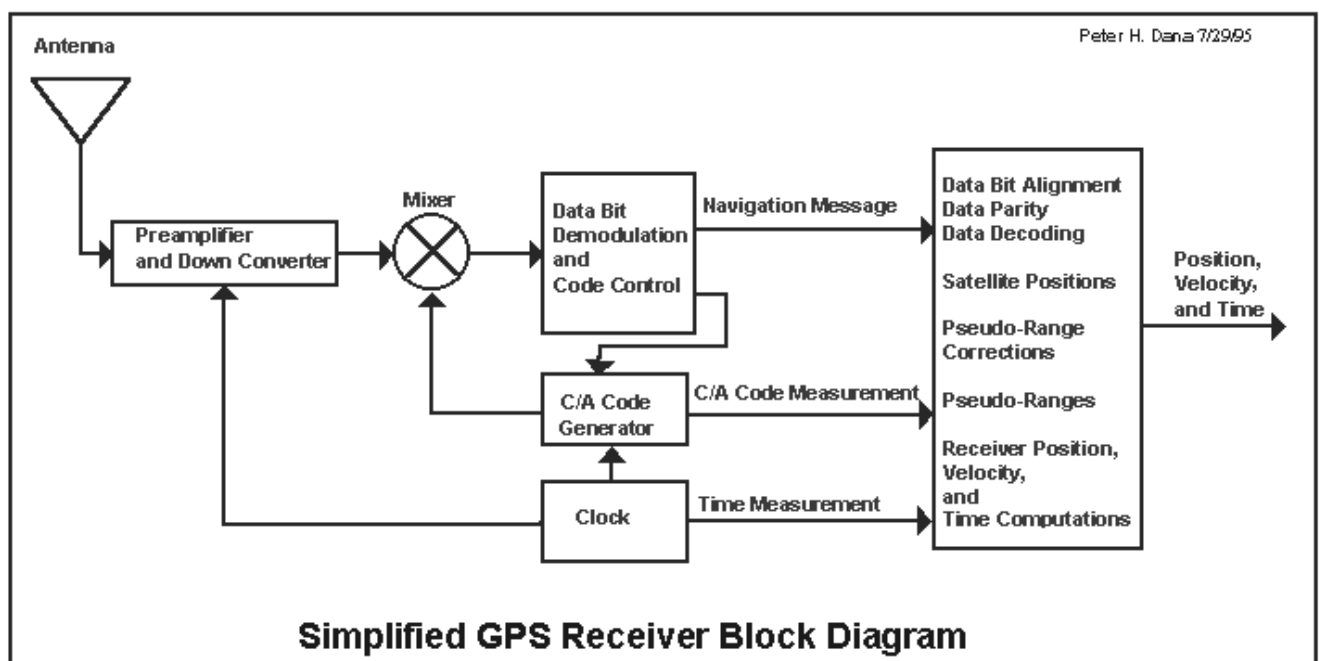 Peter H. Dana 7/29/95
Antenna
Mixer
Preamplifier
and Down Converter
Data Bit
Demodulation
and
Code Control
Navigation Message
C/A Code
Generator
C/A Code Measurement
Clock
Time Measurement
Data Bit Alignment
Data Parity
Data Decoding
Satellite Positions
Pseudo-Range
Corrections
Pseudo-Ranges
Receiver Position,
Velocity,
and
Time Computations
Position,
Velocity,
and Time
Simplified GPS Receiver Block Diagram